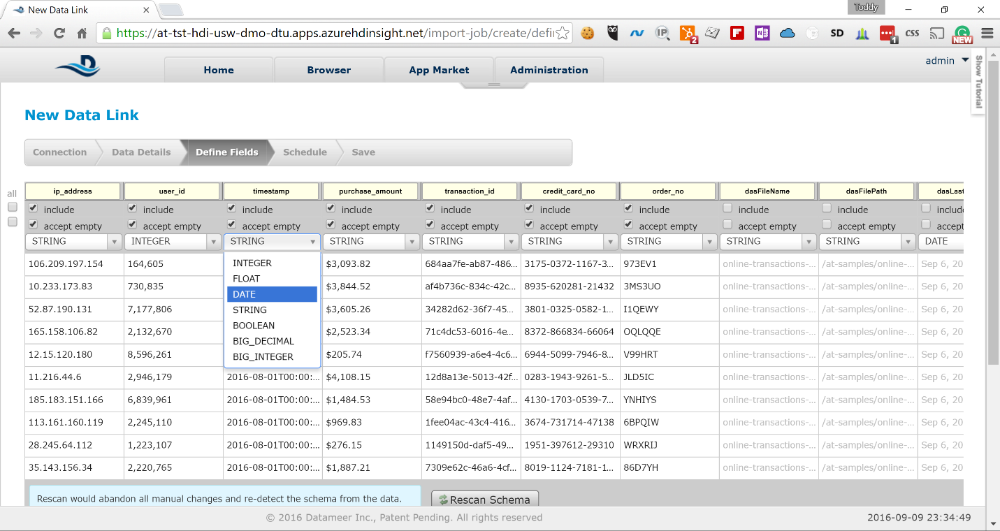 New Data Link
Toddy
https://at-tst-hdi-usw-dmo-dtu.apps.azurehdinsight.net/import-job/create/defi
IP 2 F N SD 1 CSS NEW
Home Browser App Market Administration
admin
Show Tutorial
New Data Link
Connection Data Details Define Fields Schedule Save
all ip_address user_id timestamp purchase_amount transaction_id credit_card_no order_no dasFileName dasFilePath dasLast
include include include include include include include include include includ
accept empty accept empty accept empty accept empty accept empty accept empty accept empty accept empty accept empty accept
STRING INTEGER STRING STRING STRING STRING STRING STRING STRING DATE
INTEGER
FLOAT
DATE
STRING
BOOLEAN
BIG_DECIMAL
BIG_INTEGER
106.209.197.154 164,605 $3,093.82 684aa7fe-ab87-486... 3175-0372-1167-3... 973EV1 online-transactions-... /at-samples/online-... Sep 6, 20
10.233.173.83 730,835 $3,844.52 af4b736c-834c-42c... 8935-620281-21432 3MS3UO online-transactions-... /at-samples/online-... Sep 6, 20
52.87.190.131 7,177,806 $3,605.26 34282d62-36f7-45... 3801-0325-0582-1... I1QEWY online-transactions-... /at-samples/online-... Sep 6, 20
165.158.106.82 2,132,670 $2,523.34 71c4dc53-6016-4e... 8372-866834-66064 OQLQQE online-transactions-... /at-samples/online-... Sep 6, 20
12.15.120.180 8,596,261 $205.74 f7560939-a6e4-4c6... 6944-5099-7946-8... V99HRT online-transactions-... /at-samples/online-... Sep 6, 20
11.216.44.6 2,946,179 2016-08-01T00:00:... $4,108.15 12d8a13e-5013-42f... 0283-1943-9261-5... JLD5IC online-transactions-... /at-samples/online-... Sep 6, 20
185.183.151.166 6,839,961 2016-08-01T00:00:... $1,484.53 58e94bc0-48e7-4af... 4130-1703-0539-7... YNHIYS online-transactions-... /at-samples/online-... Sep 6, 20
113.161.160.119 2,245,110 2016-08-01T00:00:... $969.83 1fee04ac-43c4-416... 3674-731714-47138 6BPQIW online-transactions-... /at-samples/online-... Sep 6, 20
28.245.64.112 1,223,107 2016-08-01T00:00:... $276.15 1149150d-daf5-49... 1951-397612-29310 WRXRIJ online-transactions-... /at-samples/online-... Sep 6, 20
35.143.156.34 2,220,765 2016-08-01T00:00:... $1,887.21 7309e62c-46a6-4cf... 8019-1124-7181-1... 86D7YH online-transactions-... /at-samples/online-... Sep 6, 20
Rescan would abandon all manual changes and re-detect the schema from the data. Rescan Schema
© 2016 Datameer Inc., Patent Pending. All rights reserved 2016-09-09 23:34:49